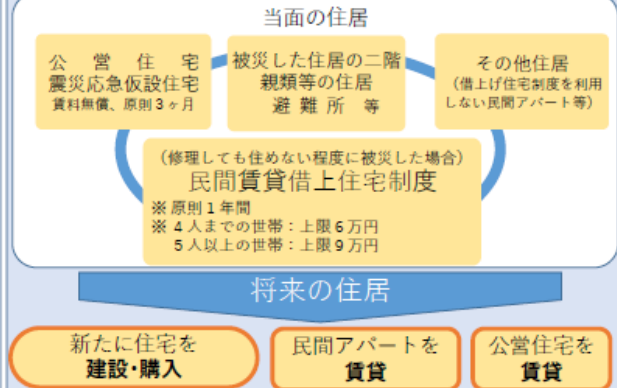 当面の住居
公営住宅
震災応急仮設住宅
賃料無償、原則3ヶ月
被災した住居の二階
親類等の住居
避難所 等
その他住居
(借上げ住宅制度を利用
しない民間アパート等)
(修理しても住めない程度に被災した場合)
民間賃貸借上住宅制度
※原則1年間
※4人までの世帯:上限6万円
5人以上の世帯:上限9万円
将来の住居
新たに住宅を
建設・購入
民間アパートを
賃貸
公営住宅を
賃貸